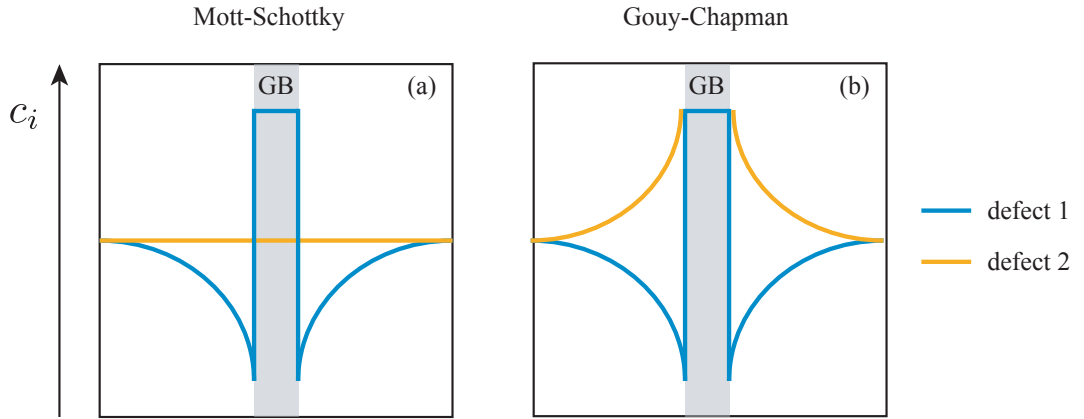 Mott-Schottky
Gouy-Chapman
c_i
GB
(a)
GB
(b)
defect 1
defect 2